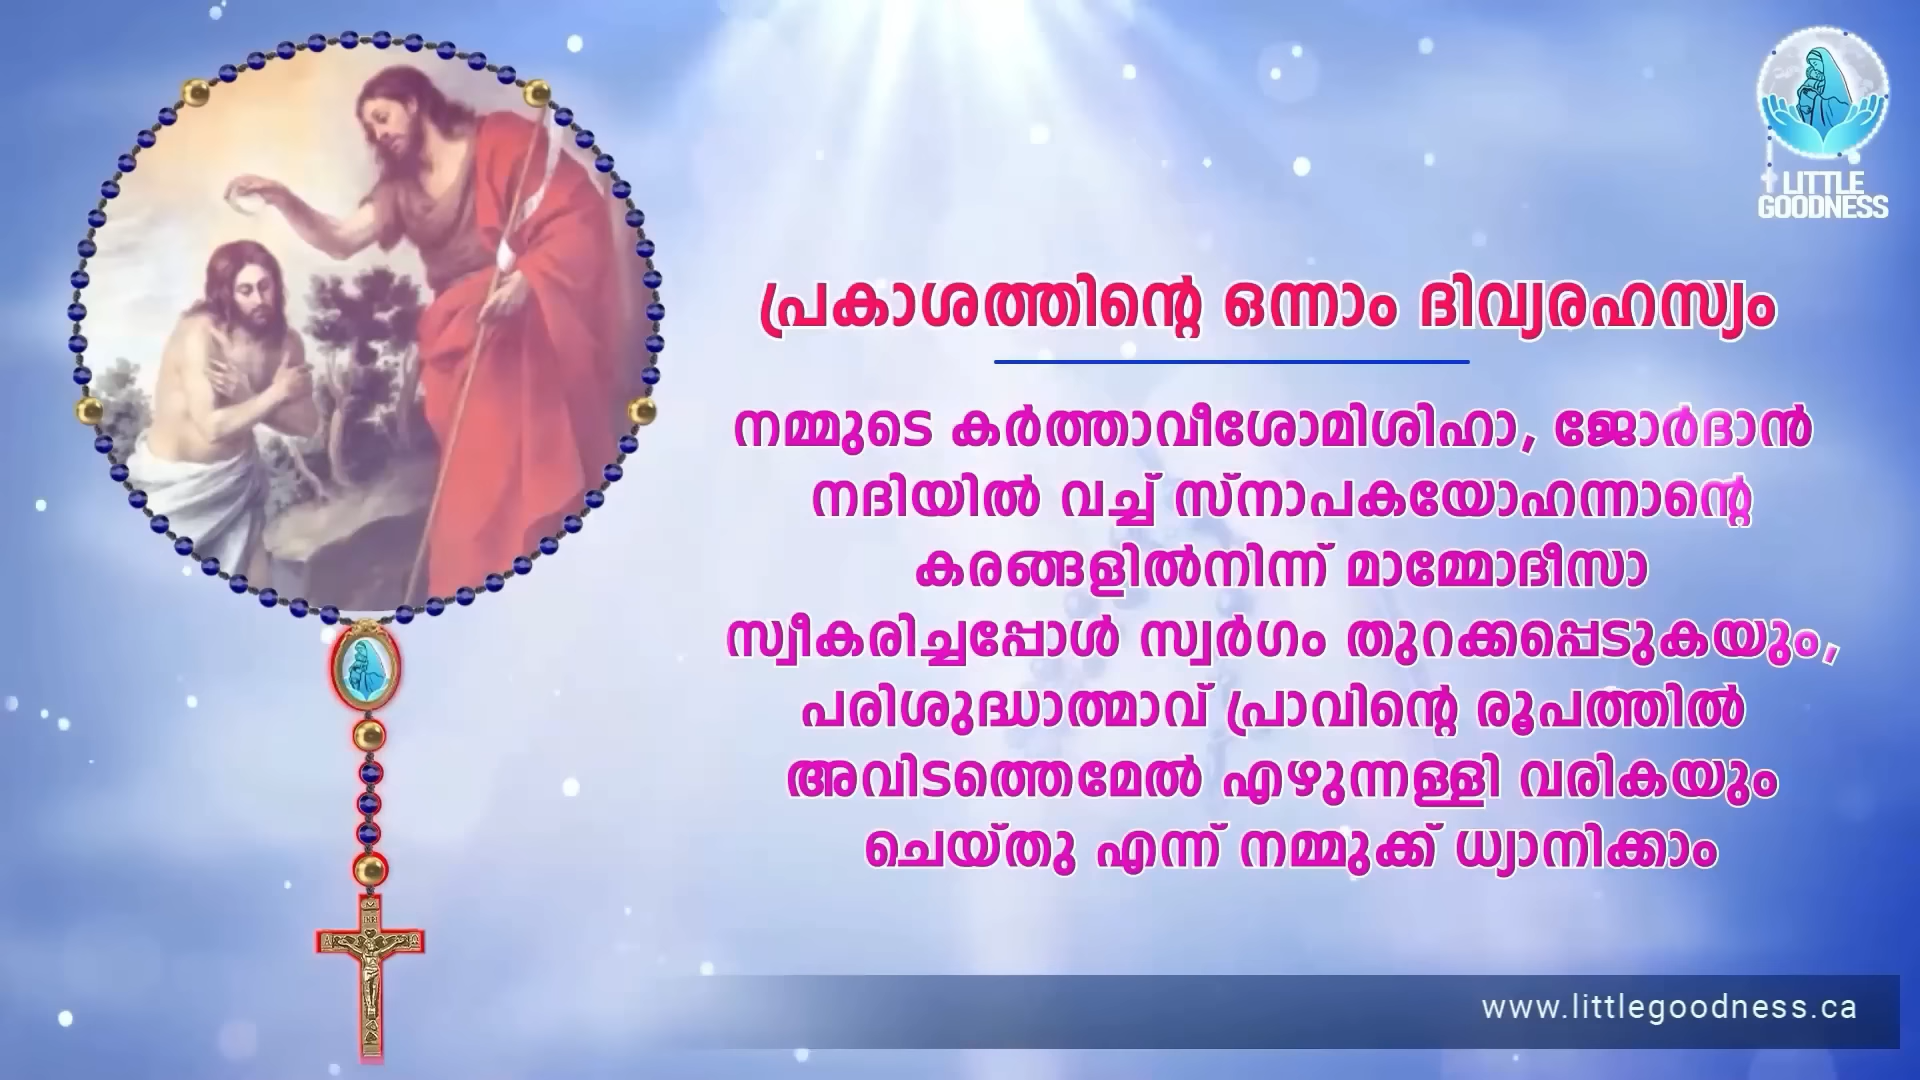 LITTLE
GOODNESS
പ്രകാശത്തിന്റെ ഒന്നാം ദിവ്യരഹസ്യം
നമ്മുടെ കർത്താവീശോമിശിഹാ, ജോർദാൻ
നദിയിൽ വച്ച് സ്നാപകയോഹന്നാന്റെ
കരങ്ങളിൽനിന്ന് മാമ്മോദീസാ
സ്വീകരിച്ചപ്പോൾ സ്വർഗം തുറക്കപ്പെടുകയും,
പരിശുദ്ധാത്മാവ് പ്രാവിന്റെ രൂപത്തിൽ
അവിടത്തെമേൽ എഴുന്നള്ളി വരികയും
ചെയ്തു എന്ന് നമ്മുക്ക് ധ്യാനിക്കാം
www.littlegoodness.ca